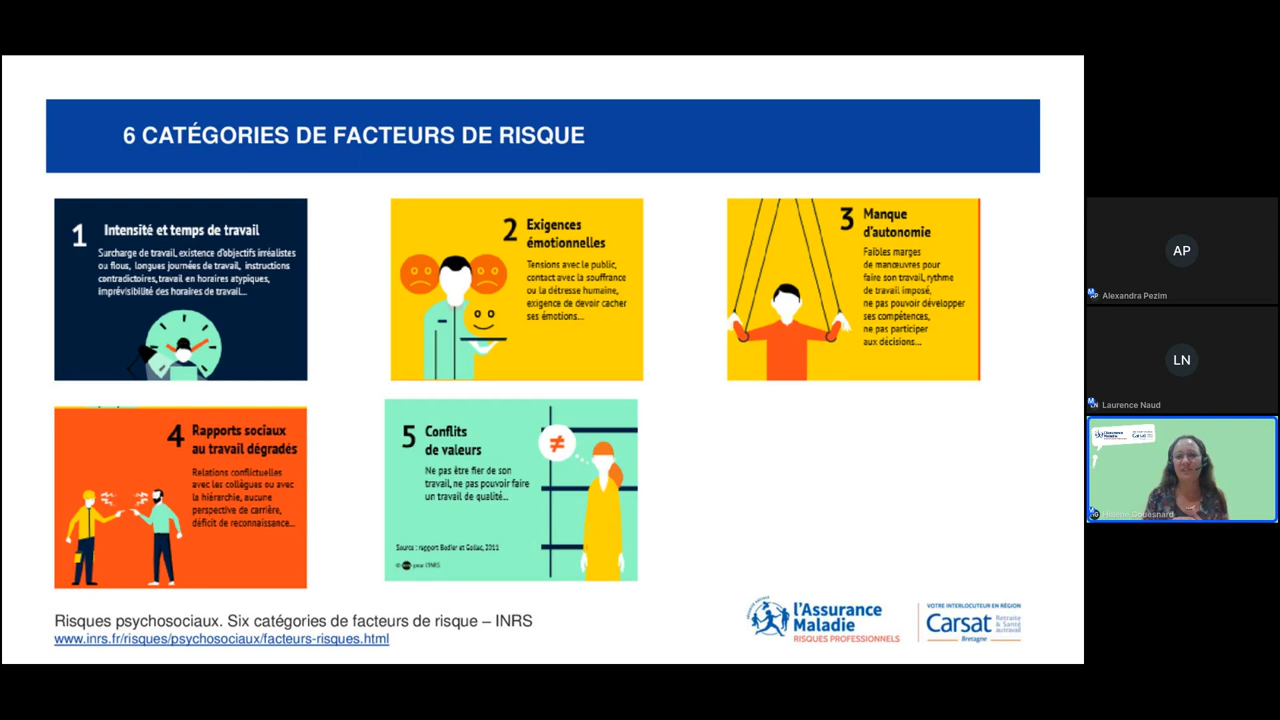 6 CATÉGORIES DE FACTEURS DE RISQUE
1
Intensité et temps de travail
Surcharge de travail, existence d'objectifs irréalistes
ou flous, longues journées de travail, instructions
contradictoires, travail en horaires atypiques,
imprévisibilité des horaires de travail...
2
Exigences
émotionnelles
Tensions avec le public,
contact avec la souffrance
ou la détresse humaine,
exigence de devoir cacher
ses émotions...
3
Manque
d'autonomie
Faibles marges
de manœuvres pour
faire son travail, rythme
de travail imposé,
ne pas pouvoir développer
ses compétences,
ne pas participer
aux décisions...
4
Rapports sociaux
au travail dégradés
Relations conflictuelles
avec les collègues ou avec
la hiérarchie, aucune
perspective de carrière,
déficit de reconnaissance...
5
Conflits
de valeurs
Ne pas être fier de son
travail, ne pas pouvoir faire
un travail de qualité...
≠
Source : rapport Bodier et Gollac, 2011
pour l'INRS
Risques psychosociaux. Six catégories de facteurs de risque – INRS
www.inrs.fr/risques/psychosociaux/facteurs-risques.html
l'Assurance
Maladie
RISQUES PROFESSIONNELS
VOTRE INTERLOCUTEUR EN RÉGION
Carsat
Retraite
& Santé
au travail
Bretagne
AP
Alexandra Pezim
LN
Laurence Naud